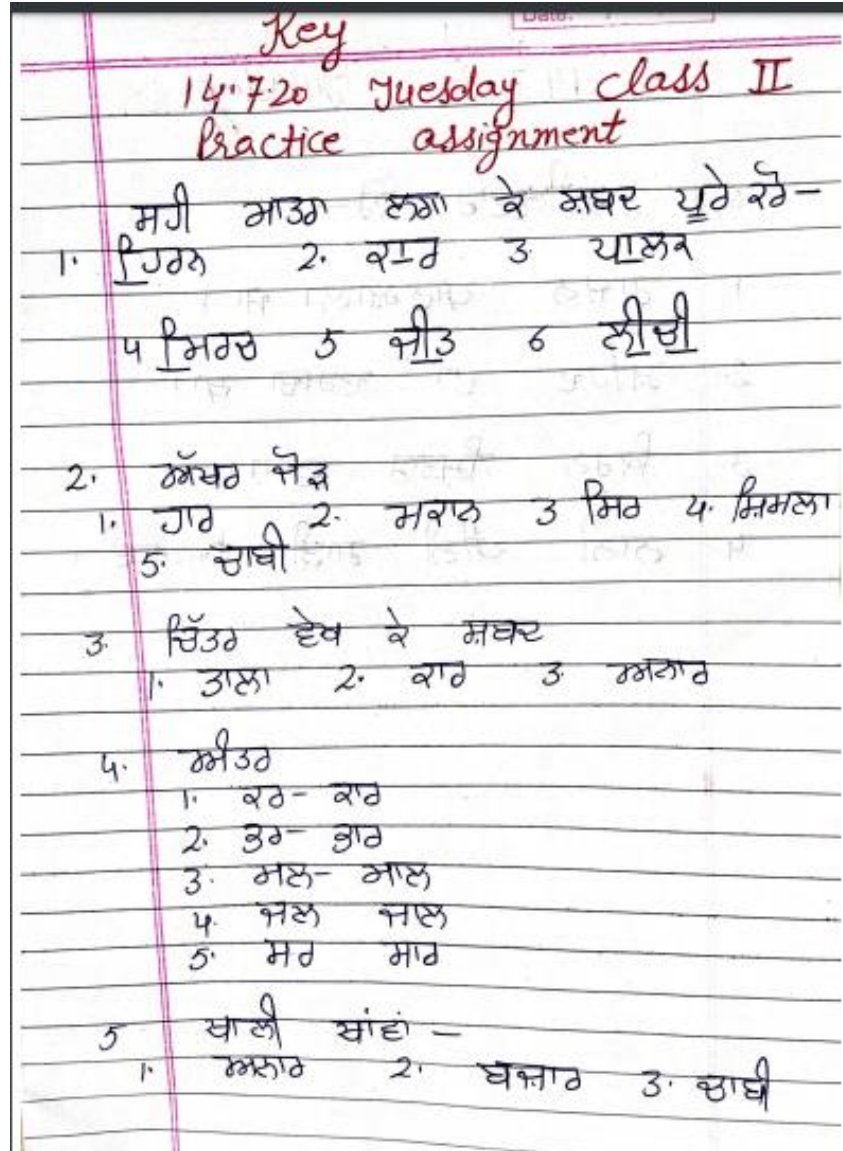 Date:
Key
14.7.20 Tuesday Class II
Practice assignment
ਸਹੀ ਮਾਤਰਾ ਲਗਾ ਕੇ ਸ਼ਬਦ ਪੂਰੇ ਕਰੋ –
1. ਹਿਰਨ 2. ਕਾਰ 3. ਪਾਲਕ
4 ਮਿਰਚ 5 ਜੀਤ 6 ਲੀਚੀ
2. ਅੱਖਰ ਜੋੜ
1. ਹਾਰ 2. ਮਕਾਨ 3 ਸਿਰ 4. ਸ਼ਿਮਲਾ
5. ਚਾਬੀ
3. ਚਿੱਤਰ ਵੇਖ ਕੇ ਸ਼ਬਦ
1. ਤਾਲਾ 2. ਕਾਰ 3. ਅਨਾਰ
4. ਅੰਤਰ
1. ਕਰ – ਕਾਰ
2. ਭਰ – ਭਾਰ
3. ਮਲ – ਮਾਲ
4. ਜਲ ਜਾਲ
5. ਮਰ ਮਾਰ
5 ਖਾਲੀ ਥਾਂਵਾਂ –
1. ਅਨਾਰ 2. ਬਜ਼ਾਰ 3. ਚਾਬੀ